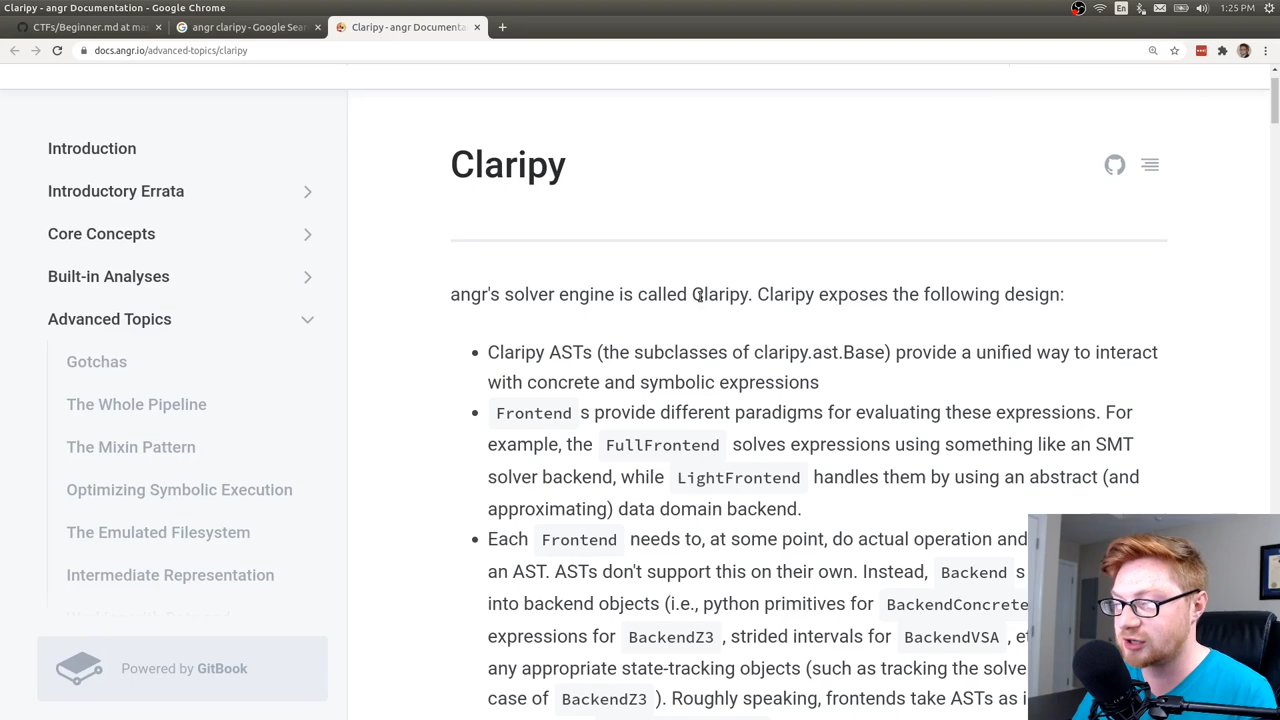 Claripy - angr Documentation - Google Chrome
En
1:25 PM
CTFs/Beginner.md at mas
angr claripy - Google Sear
Claripy - angr Documenta
docs.angr.io/advanced-topics/claripy
Introduction
Introductory Errata
Core Concepts
Built-in Analyses
Advanced Topics
Gotchas
The Whole Pipeline
The Mixin Pattern
Optimizing Symbolic Execution
The Emulated Filesystem
Intermediate Representation
Powered by GitBook
Claripy
angr's solver engine is called Claripy. Claripy exposes the following design:
• Claripy ASTs (the subclasses of claripy.ast.Base) provide a unified way to interact
with concrete and symbolic expressions
• Frontend s provide different paradigms for evaluating these expressions. For
example, the FullFrontend solves expressions using something like an SMT
solver backend, while LightFrontend handles them by using an abstract (and
approximating) data domain backend.
• Each Frontend needs to, at some point, do actual operation and
an AST. ASTs don't support this on their own. Instead, Backend s
into backend objects (i.e., python primitives for BackendConcrete
expressions for BackendZ3 , strided intervals for BackendVSA , et
any appropriate state-tracking objects (such as tracking the solve
case of BackendZ3 ). Roughly speaking, frontends take ASTs as i